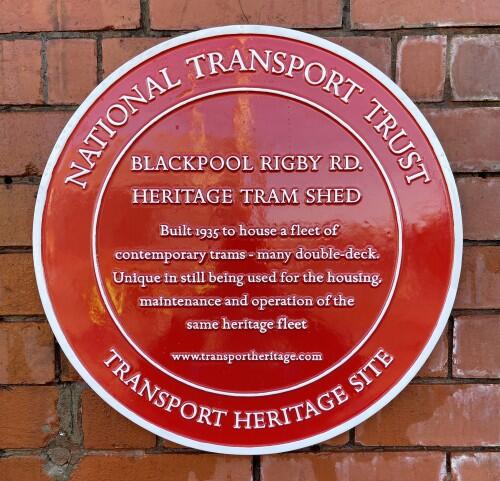 NATIONAL TRANSPORT TRUST
BLACKPOOL RIGBY RD.
HERITAGE TRAM SHED
Built 1935 to house a fleet of
contemporary trams - many double-deck.
Unique in still being used for the housing,
maintenance and operation of the
same heritage fleet
www.transportheritage.com
TRANSPORT HERITAGE SITE